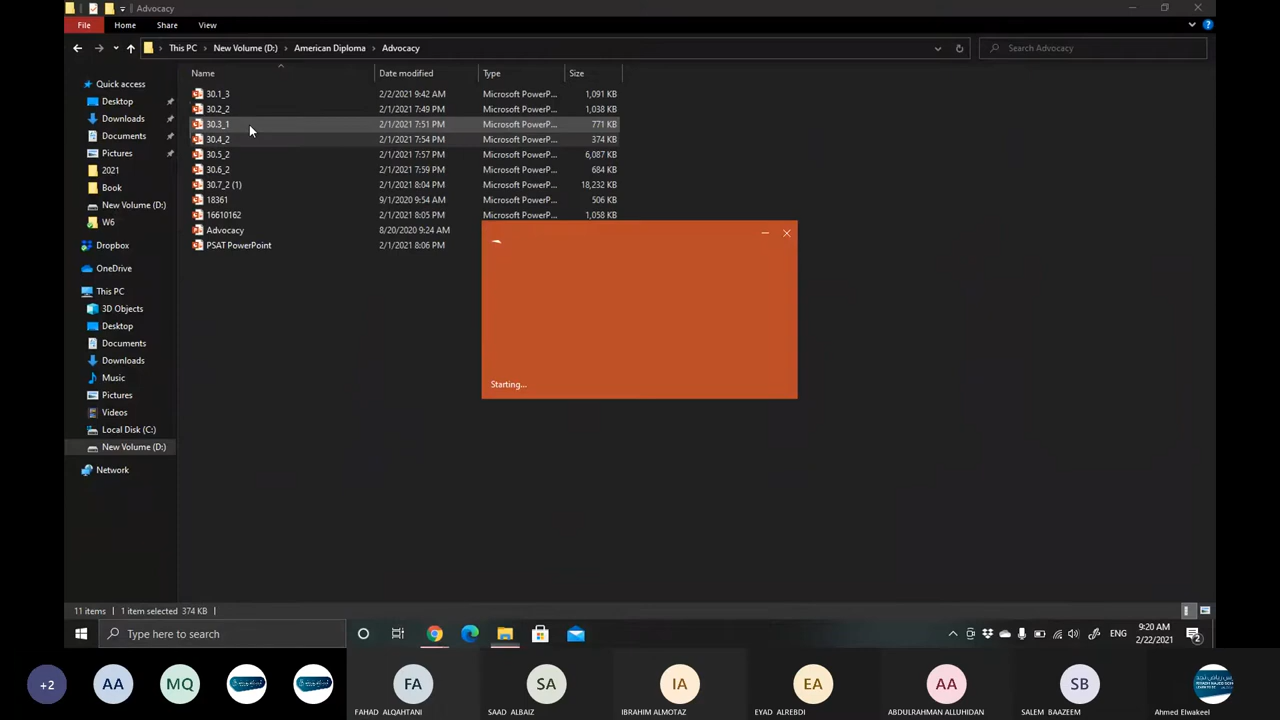 Advocacy
File Home Share View
This PC New Volume (D:) American Diploma Advocacy
Search Advocacy
Name Date modified Type Size
Quick access
Desktop
Downloads
Documents
Pictures
2021
Book
New Volume (D:)
W6
Dropbox
OneDrive
This PC
3D Objects
Desktop
Documents
Downloads
Music
Pictures
Videos
Local Disk (C:)
New Volume (D:)
Network
30.1_3 2/2/2021 9:42 AM Microsoft PowerP... 1,091 KB
30.2_2 2/1/2021 7:49 PM Microsoft PowerP... 1,038 KB
30.3_1 2/1/2021 7:51 PM Microsoft PowerP... 771 KB
30.4_2 2/1/2021 7:54 PM Microsoft PowerP... 374 KB
30.5_2 2/1/2021 7:57 PM Microsoft PowerP... 6,087 KB
30.6_2 2/1/2021 7:59 PM Microsoft PowerP... 684 KB
30.7_2 (1) 2/1/2021 8:04 PM Microsoft PowerP... 18,232 KB
18361 9/1/2020 9:54 AM Microsoft PowerP... 506 KB
16610162 2/1/2021 8:05 PM Microsoft PowerP... 1,058 KB
Advocacy 8/20/2020 9:24 AM
PSAT PowerPoint 2/1/2021 8:06 PM
Starting...
11 items 1 item selected 374 KB
Type here to search
ENG
9:20 AM
2/22/2021
2
+2 AA MQ FA SA IA EA AA SB
FAHAD ALQAHTANI SAAD ALBAIZ IBRAHIM ALMOTAZ EYAD ALREBDI ABDULRAHMAN ALLUHIDAN SALEM BAAZEEM Ahmed Elwakeel